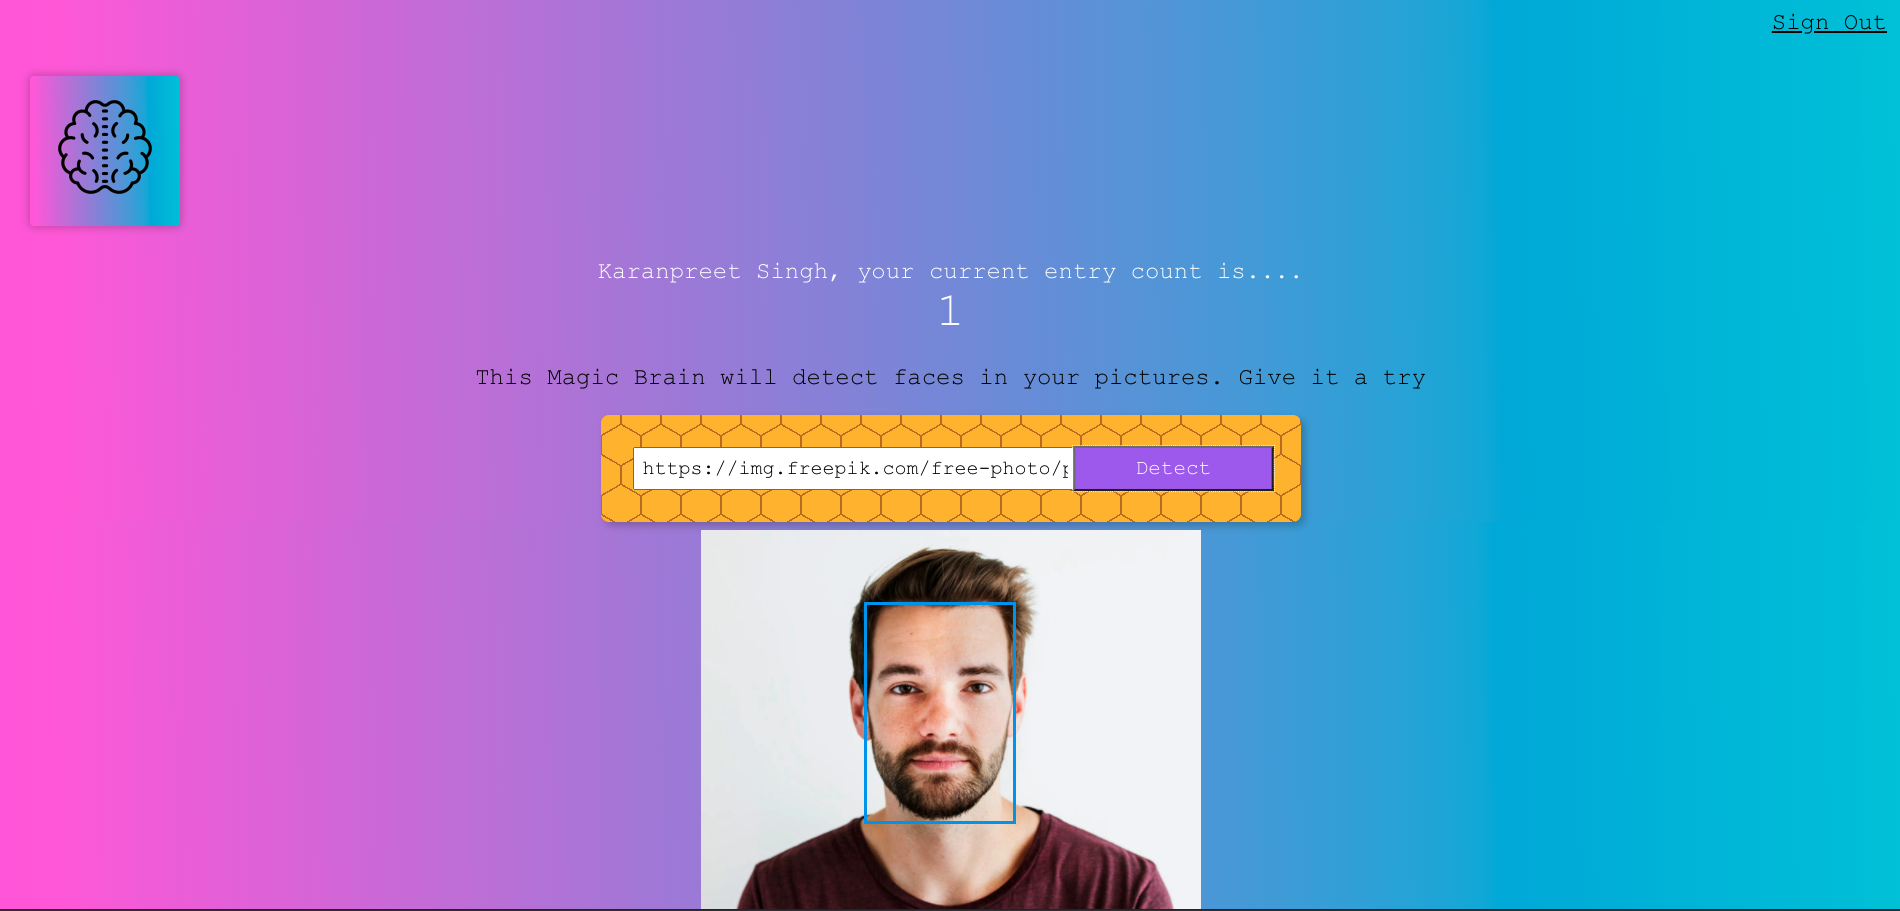 Sign Out
Karanpreet Singh, your current entry count is....
1
This Magic Brain will detect faces in your pictures. Give it a try
https://img.freepik.com/free-photo/p
Detect